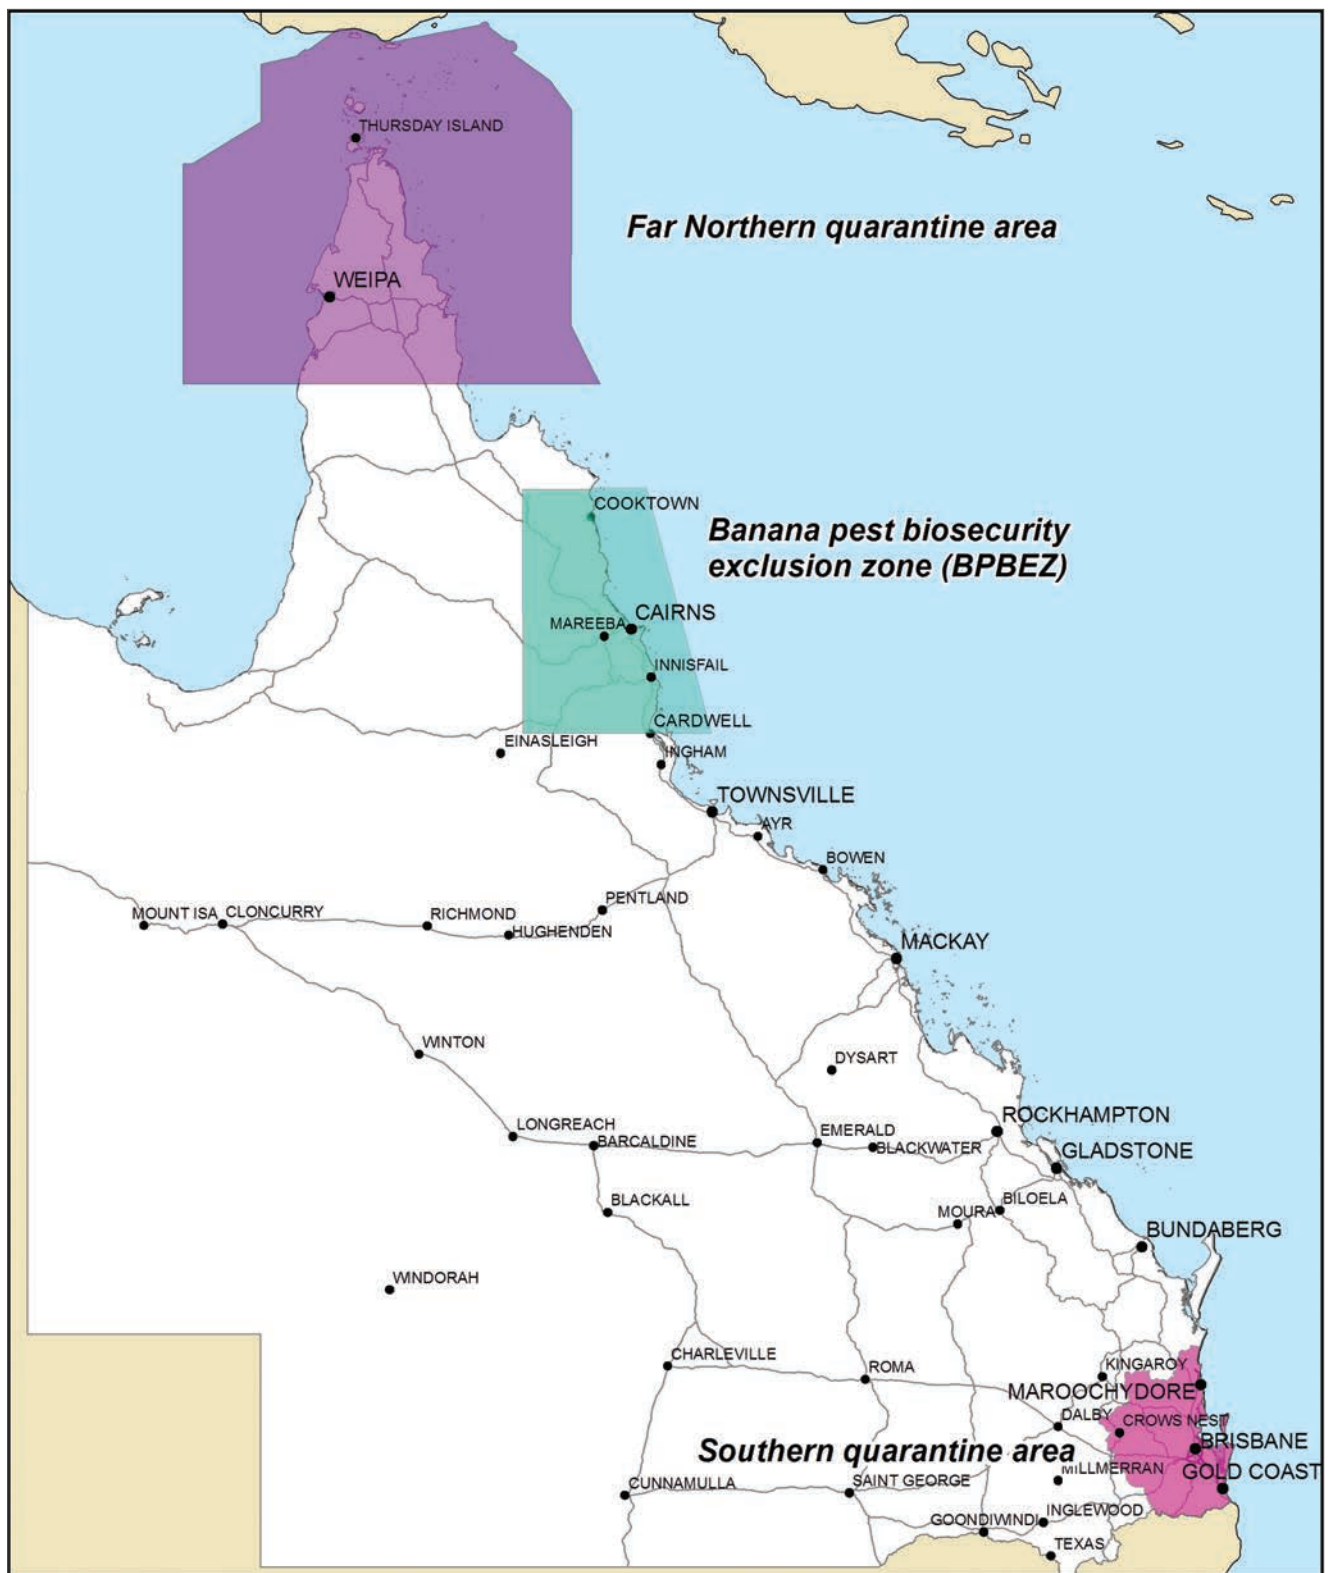 THURSDAY ISLAND
Far Northern quarantine area
WEIPA
COOKTOWN
Banana pest biosecurity
exclusion zone (BPBEZ)
CAIRNS
MAREEBA
INNISFAIL
CARDWELL
EINASLEIGH
INGHAM
TOWNSVILLE
AYR
BOWEN
PENTLAND
MOUNT ISA
CLONCURRY
RICHMOND
HUGHENDEN
MACKAY
WINTON
DYSART
ROCKHAMPTON
LONGREACH
BARCALDINE
EMERALD
BLACKWATER
GLADSTONE
BLACKALL
BILOELA
MOURA
BUNDABERG
WINDORAH
CHARLEVILLE
ROMA
KINGAROY
MAROOCHYDORE
DALBY
CROWS NEST
BRISBANE
Southern quarantine area
MILLMERRAN
GOLD COAST
CUNNAMULLA
SAINT GEORGE
GOONDIWINDI
INGLEWOOD
TEXAS